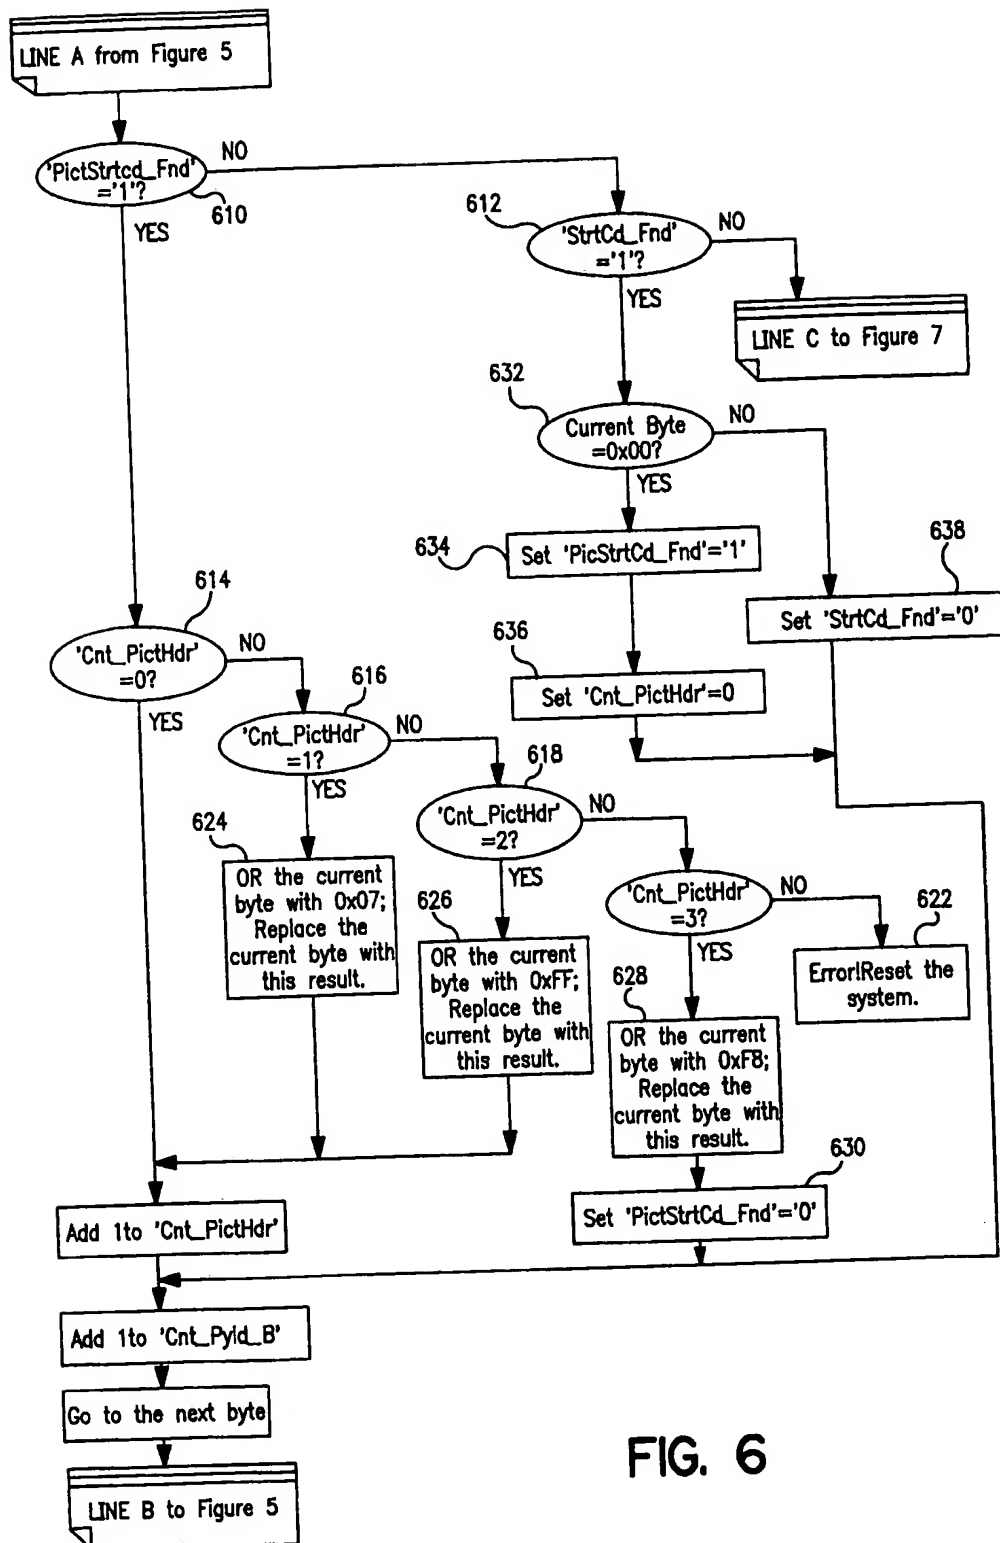 LINE A from Figure 5
'PictStrtcd_Fnd'
='1'?
NO
610
YES
612
'StrtCd_Fnd'
='1'?
NO
YES
LINE C to Figure 7
632
Current Byte
=0x00?
NO
YES
634
Set 'PicStrtCd_Fnd'='1'
638
Set 'StrtCd_Fnd'='0'
636
Set 'Cnt_PictHdr'=0
614
'Cnt_PictHdr'
=0?
NO
YES
616
'Cnt_PictHdr'
=1?
NO
YES
618
'Cnt_PictHdr'
=2?
NO
YES
'Cnt_PictHdr'
=3?
NO
YES
622
Error!Reset the
system.
624
OR the current
byte with 0x07;
Replace the
current byte with
this result.
626
OR the current
byte with 0xFF;
Replace the
current byte with
this result.
628
OR the current
byte with 0xF8;
Replace the
current byte with
this result.
630
Set 'PictStrtCd_Fnd'='0'
Add 1to 'Cnt_PictHdr'
Add 1to 'Cnt_Pyld_B'
Go to the next byte
LINE B to Figure 5
FIG. 6